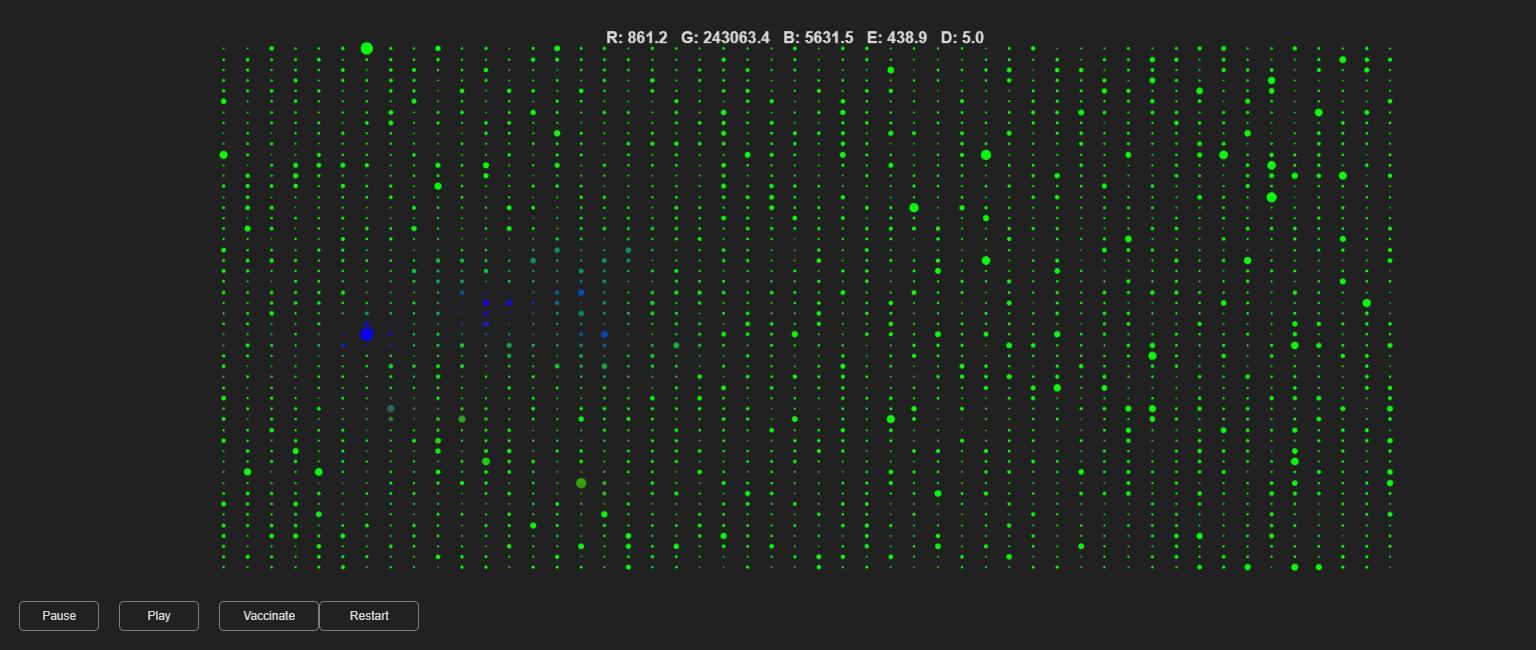 R: 861.2 G: 243063.4 B: 5631.5 E: 438.9 D: 5.0
Pause Play Vaccinate Restart